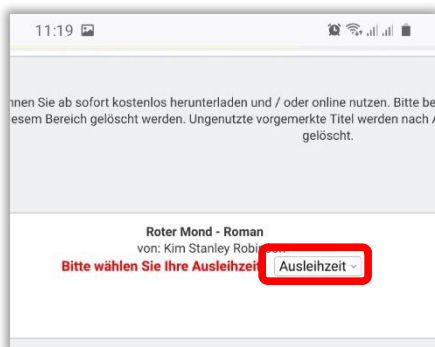 11:19
nnen Sie ab sofort kostenlos herunterladen und / oder online nutzen. Bitte be
esem Bereich gelöscht werden. Ungenutzte vorgemerkte Titel werden nach A
gelöscht.
Roter Mond - Roman
von: Kim Stanley Robinson
Bitte wählen Sie Ihre Ausleihzeit Ausleihzeit